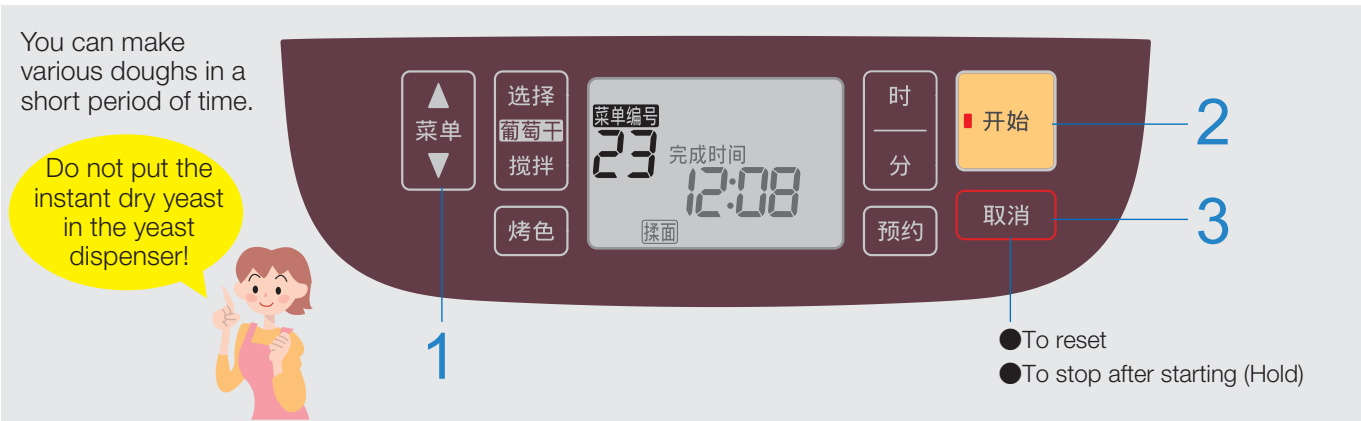 You can make
various doughs in a
short period of time.
Do not put the
instant dry yeast
in the yeast
dispenser!
▲
菜单
▼
选择
葡萄干
搅拌
烤色
菜单编号
23
完成时间
12:08
揉面
时
分
预约
开始
取消
1
2
3
●To reset
●To stop after starting (Hold)